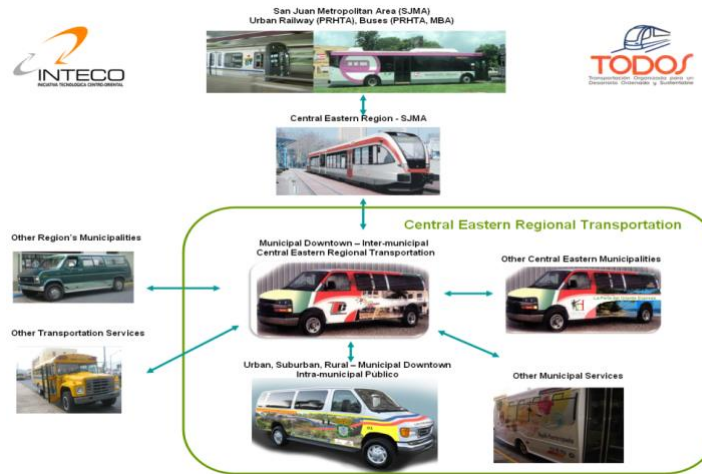 San Juan Metropolitan Area (SJMA)
Urban Railway (PRHTA), Buses (PRHTA, MBA)
INTECO
INICIATIVA TECNOLÓGICA CENTRO-ORIENTAL
TODOS
Transportación Organizada para un
Desarrollo Ordenado y Sustentable
Central Eastern Region - SJMA
Central Eastern Regional Transportation
Other Region's Municipalities
Municipal Downtown – Inter-municipal
Central Eastern Regional Transportation
Other Central Eastern Municipalities
Other Transportation Services
Urban, Suburban, Rural – Municipal Downtown
Intra-municipal Público
Other Municipal Services